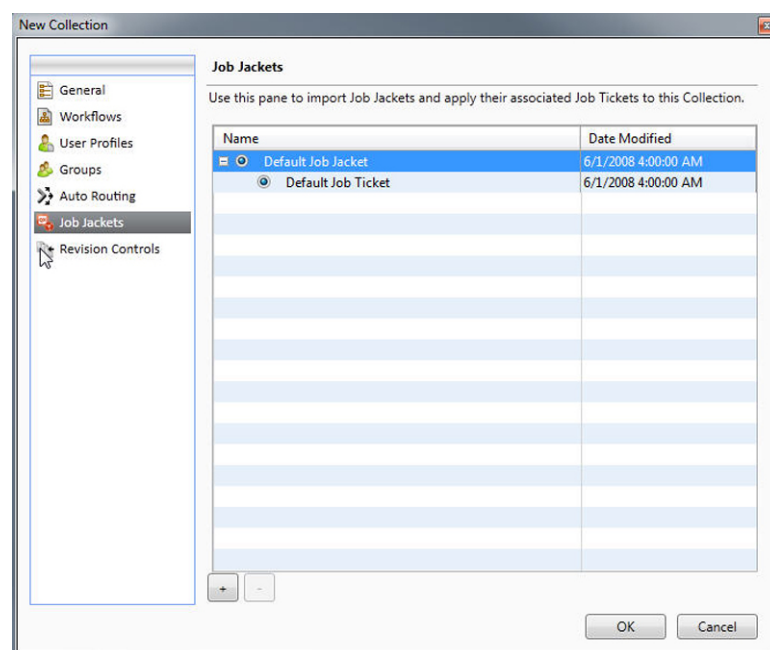 New Collection
General
Workflows
User Profiles
Groups
Auto Routing
Job Jackets
Revision Controls
Job Jackets
Use this pane to import Job Jackets and apply their associated Job Tickets to this Collection.
Name Date Modified
Default Job Jacket 6/1/2008 4:00:00 AM
Default Job Ticket 6/1/2008 4:00:00 AM
+ -
OK Cancel